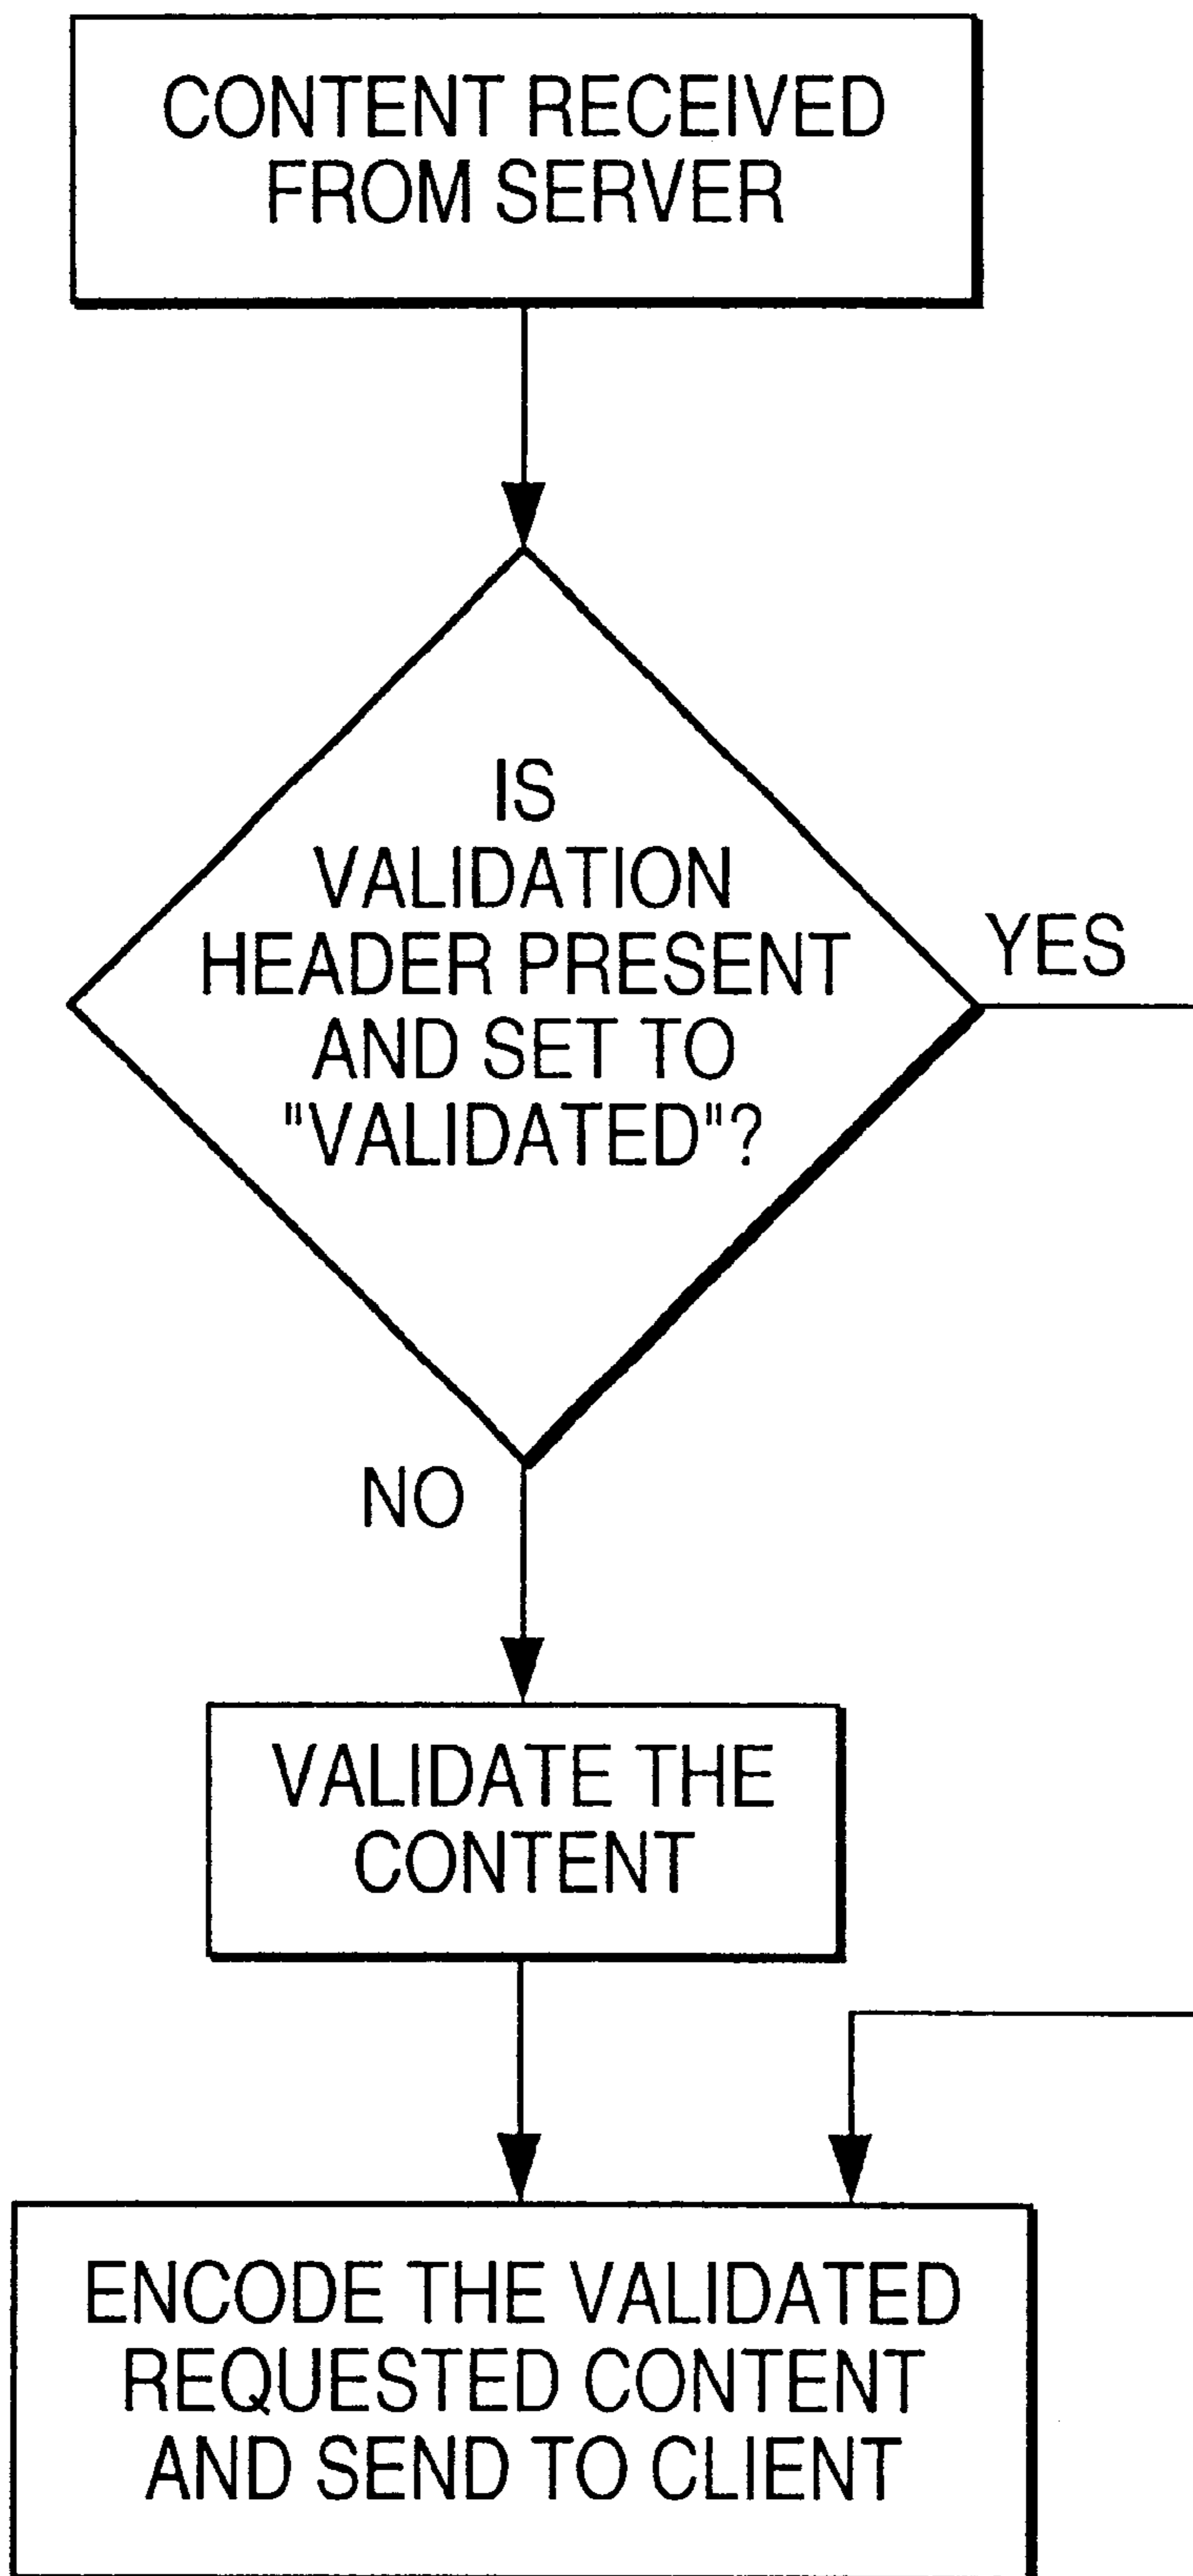 CONTENT RECEIVED
FROM SERVER
IS
VALIDATION
HEADER PRESENT
AND SET TO
"VALIDATED"?
YES
NO
VALIDATE THE
CONTENT
ENCODE THE VALIDATED
REQUESTED CONTENT
AND SEND TO CLIENT